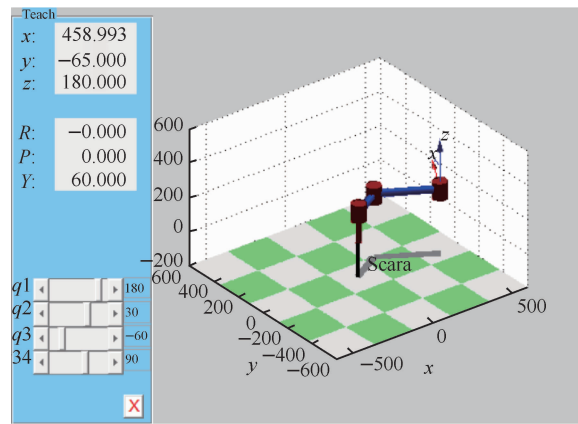 Teach
x: 458.993
y: −65.000
z: 180.000
R: −0.000
P: 0.000
Y: 60.000
q1 180
q2 30
q3 −60
34 90
X
600
400
200
0
−200
600
400
200
0
−200
−400
−600
y
−500
0
500
x
z
x
Scara